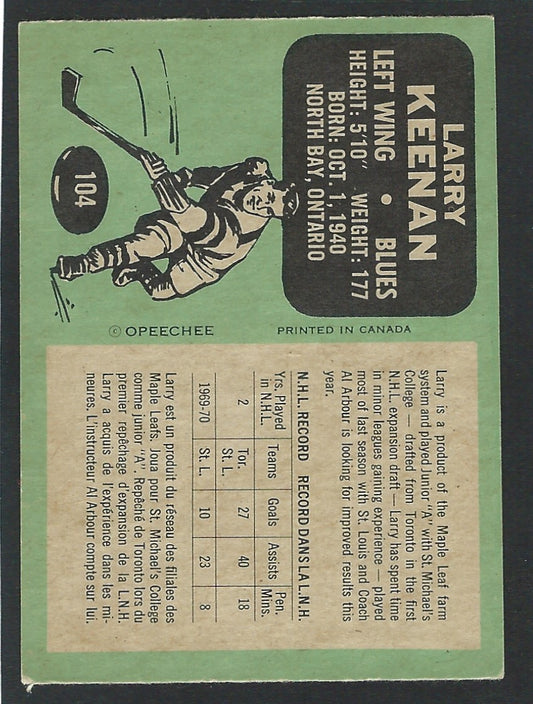 LARRY
KEENAN
LEFT WING • BLUES
HEIGHT: 5'10" WEIGHT: 177
BORN: OCT. 1, 1940
NORTH BAY, ONTARIO
104
© OPEECHEE PRINTED IN CANADA
Larry is a product of the Maple Leaf farm
system and played Junior "A" with St. Michael's
College — drafted from Toronto in the first
N.H.L. expansion draft — Larry has spent time
in minor leagues gaining experience — played
most of last season with St. Louis and Coach
Al Arbour is looking for improved results this
year.
N.H.L. RECORD RECORD DANS LA L.N.H.
Yrs. Played in N.H.L. Teams Goals Assists Pen. Mins.
2 Tor. St. L. 27 40 18
1969-70 St. L. 10 23 8
Larry est un produit du réseau des filiales des
Maple Leafs. Joua pour St. Michael's College
comme junior "A". Repêché de Toronto lors du
premier repêchage d'expansion de la L.N.H.
Larry a acquis de l'expérience dans les mi-
neures. L'instructeur Al Arbour compte sur lui.